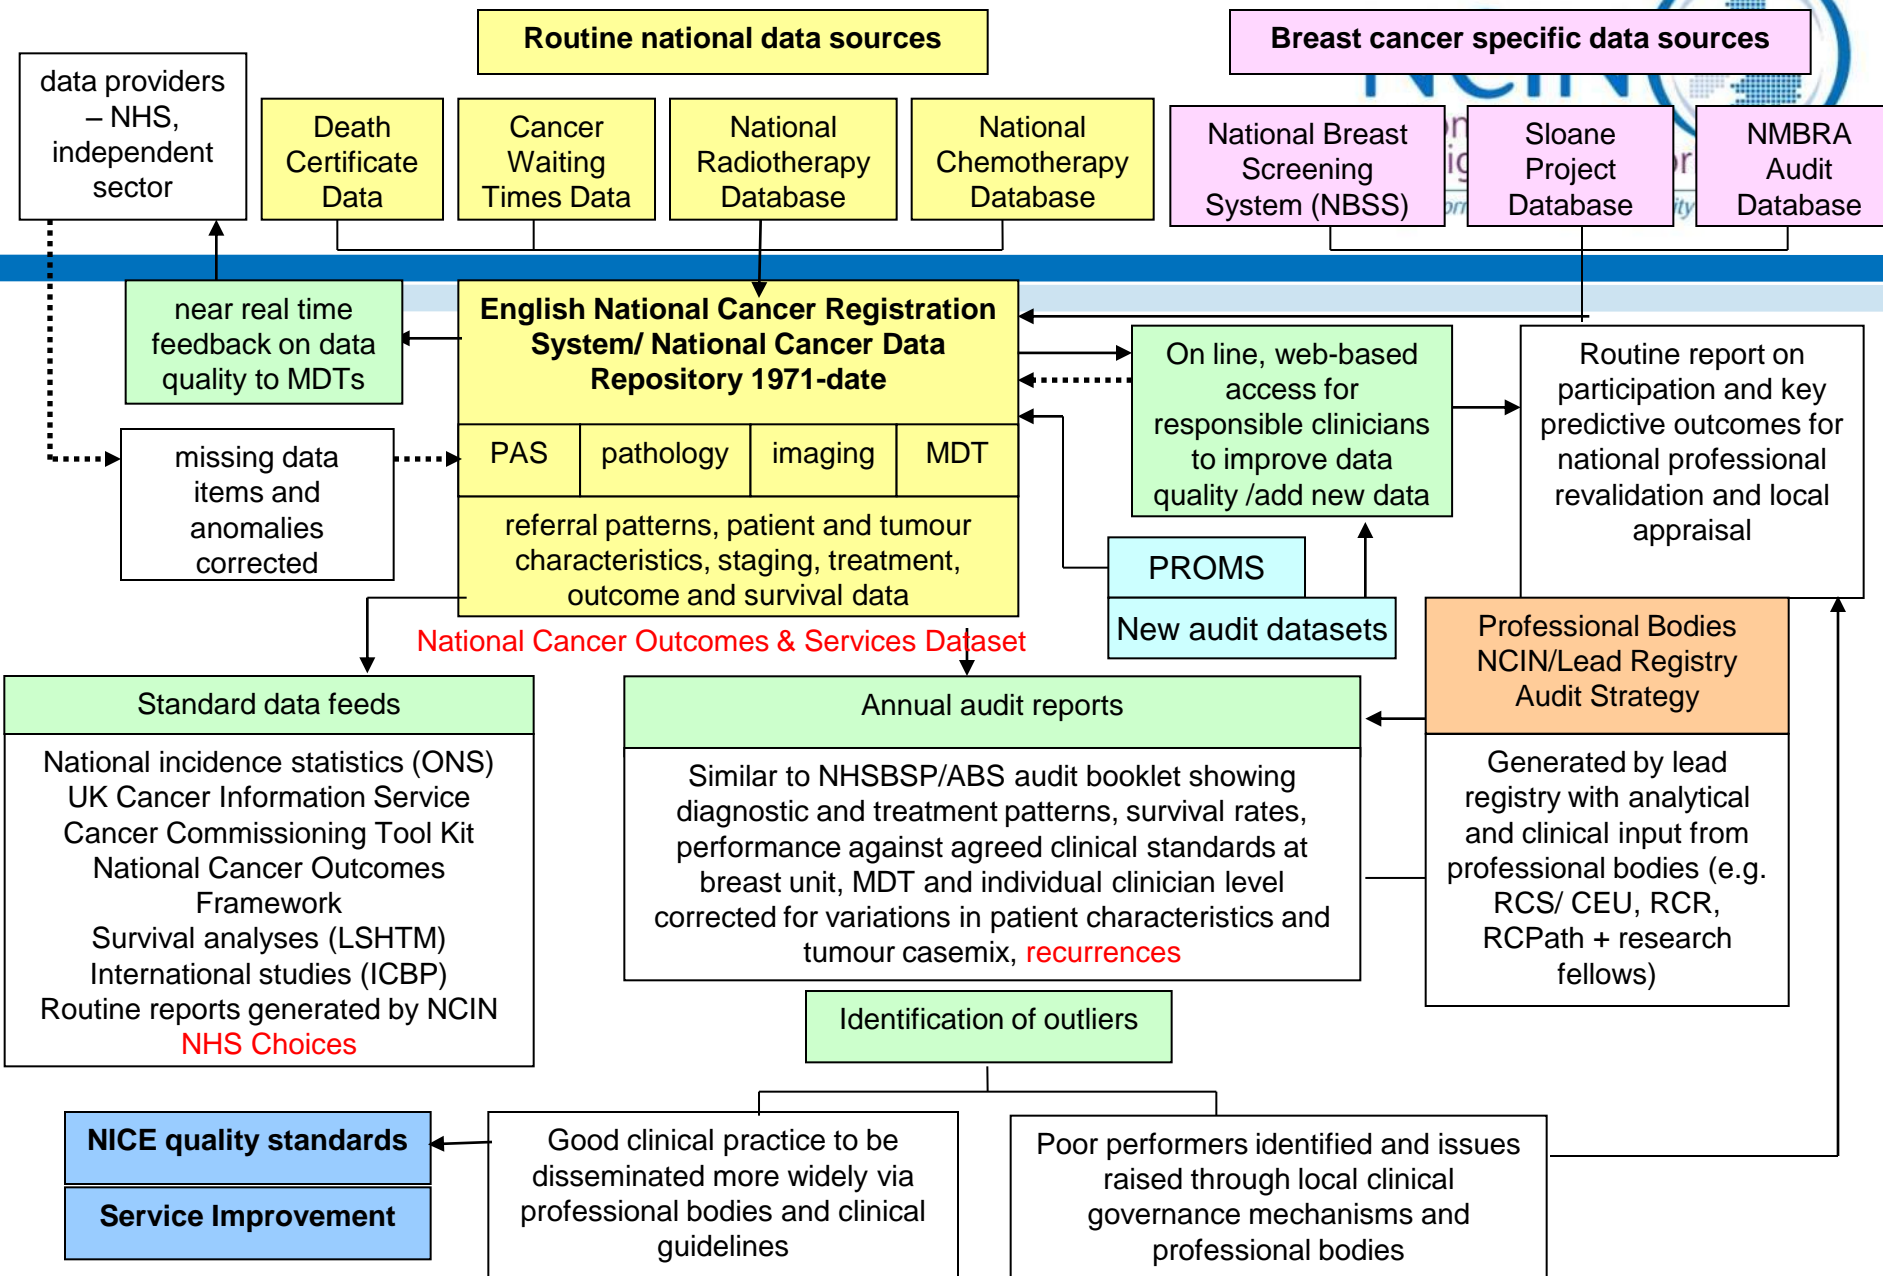 Routine national data sources
Breast cancer specific data sources
data providers
– NHS,
independent
sector
Death
Certificate
Data
Cancer
Waiting
Times Data
National
Radiotherapy
Database
National
Chemotherapy
Database
National Breast
Screening
System (NBSS)
Sloane
Project
Database
NMBRA
Audit
Database
near real time
feedback on data
quality to MDTs
English National Cancer Registration
System/ National Cancer Data
Repository 1971-date
PAS
pathology
imaging
MDT
referral patterns, patient and tumour
characteristics, staging, treatment,
outcome and survival data
missing data
items and
anomalies
corrected
On line, web-based
access for
responsible clinicians
to improve data
quality /add new data
Routine report on
participation and key
predictive outcomes for
national professional
revalidation and local
appraisal
PROMS
New audit datasets
National Cancer Outcomes & Services Dataset
Professional Bodies
NCIN/Lead Registry
Audit Strategy
Generated by lead
registry with analytical
and clinical input from
professional bodies (e.g.
RCS/ CEU, RCR,
RCPath + research
fellows)
Standard data feeds
National incidence statistics (ONS)
UK Cancer Information Service
Cancer Commissioning Tool Kit
National Cancer Outcomes
Framework
Survival analyses (LSHTM)
International studies (ICBP)
Routine reports generated by NCIN
NHS Choices
Annual audit reports
Similar to NHSBSP/ABS audit booklet showing
diagnostic and treatment patterns, survival rates,
performance against agreed clinical standards at
breast unit, MDT and individual clinician level
corrected for variations in patient characteristics and
tumour casemix, recurrences
Identification of outliers
NICE quality standards
Service Improvement
Good clinical practice to be
disseminated more widely via
professional bodies and clinical
guidelines
Poor performers identified and issues
raised through local clinical
governance mechanisms and
professional bodies